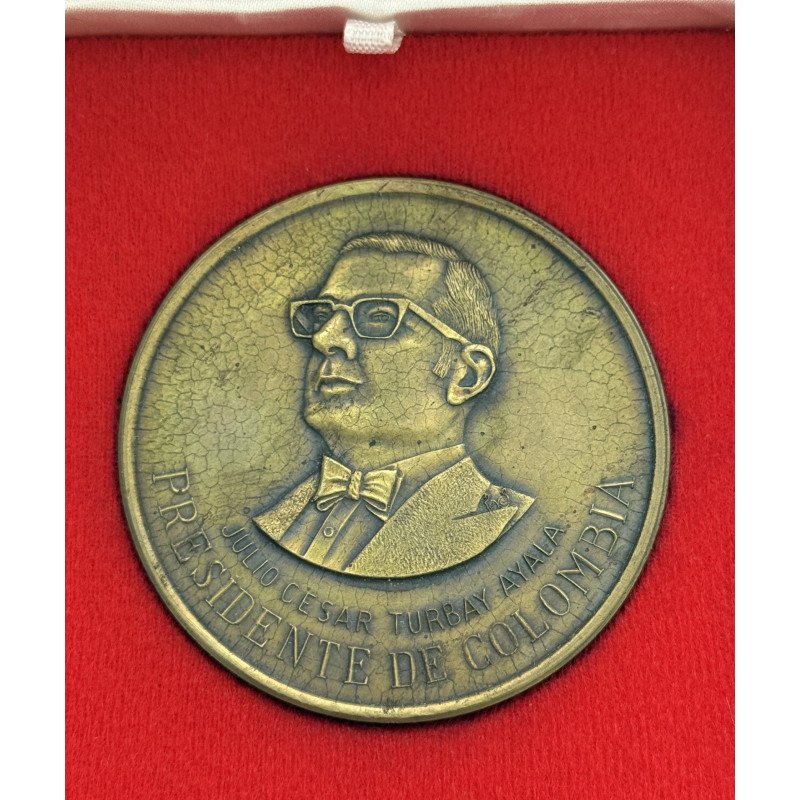 JULIO CESAR TURBAY AYALA
PRESIDENTE DE COLOMBIA